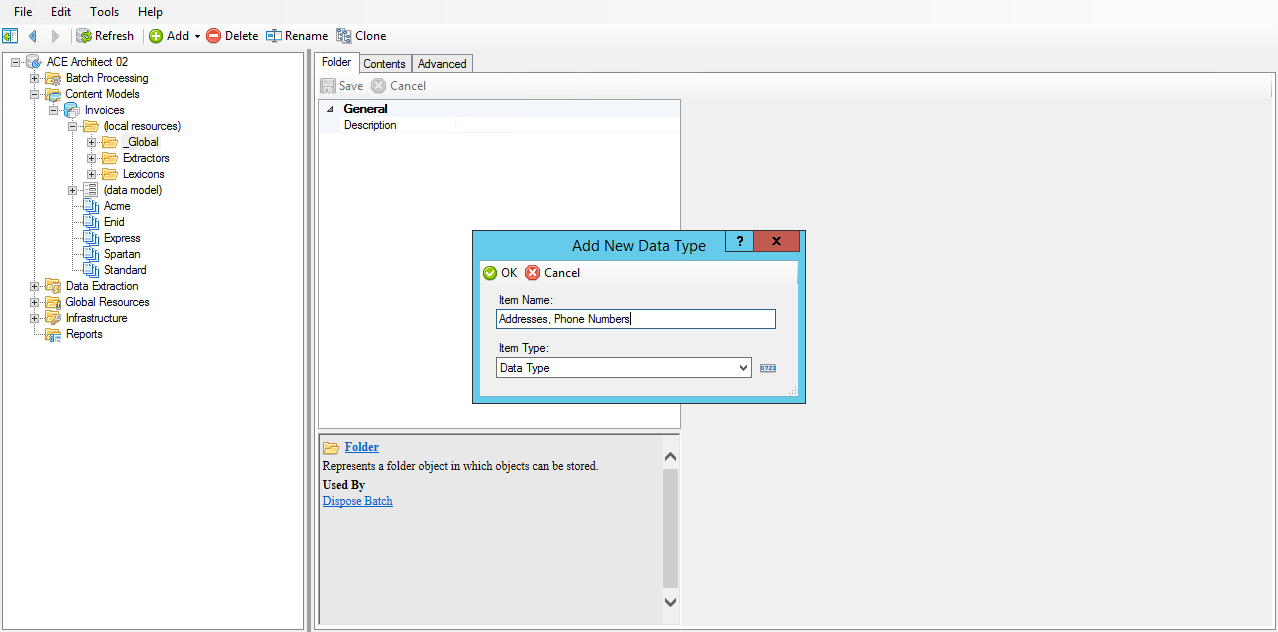 File Edit Tools Help
Refresh Add Delete Rename Clone
ACE Architect 02
Batch Processing
Content Models
Invoices
(local resources)
_Global
Extractors
Lexicons
(data model)
Acme
Enid
Express
Spartan
Standard
Data Extraction
Global Resources
Infrastructure
Reports
Folder Contents Advanced
Save Cancel
General
Description
Add New Data Type ? X
OK Cancel
Item Name:
Addresses, Phone Numbers
Item Type:
Data Type
0723
Folder
Represents a folder object in which objects can be stored.
Used By
Dispose Batch